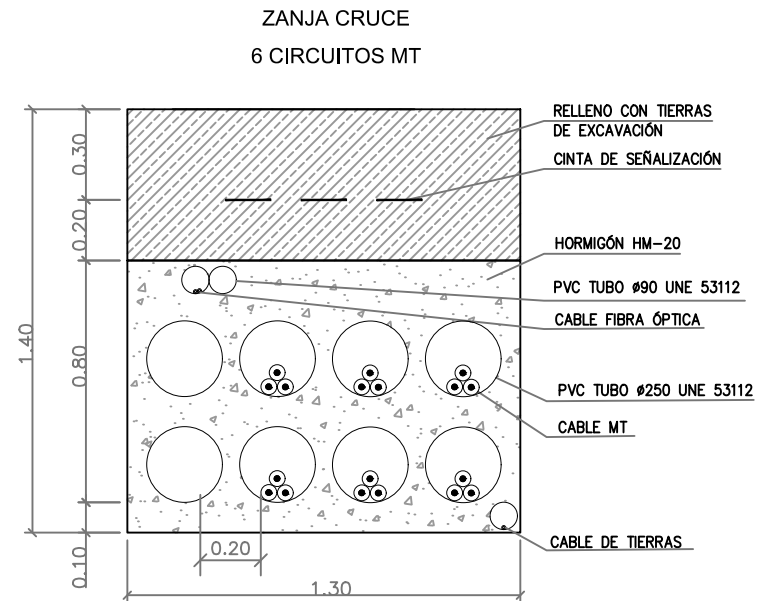 ZANJA CRUCE
6 CIRCUITOS MT
RELLENO CON TIERRAS
DE EXCAVACIÓN
CINTA DE SEÑALIZACIÓN
HORMIGÓN HM-20
PVC TUBO ø90 UNE 53112
CABLE FIBRA ÓPTICA
PVC TUBO ø250 UNE 53112
CABLE MT
CABLE DE TIERRAS
0.30
0.20
1.40
0.80
0.10
0.20
1.30